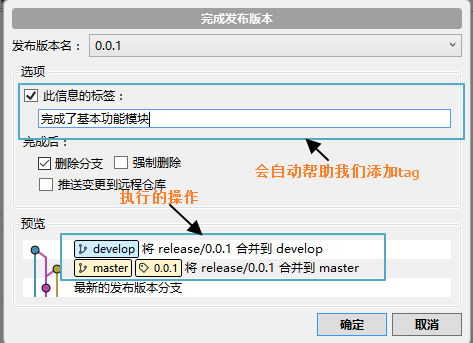 完成发布版本
发布版本名： 0.0.1
选项
此信息的标签：
完成了基本功能模块
完成后：
会自动帮助我们添加tag
删除分支 强制删除
推送变更到远程仓库
执行的操作
预览
develop 将 release/0.0.1 合并到 develop
master 0.0.1 将 release/0.0.1 合并到 master
最新的发布版本分支
确定 取消